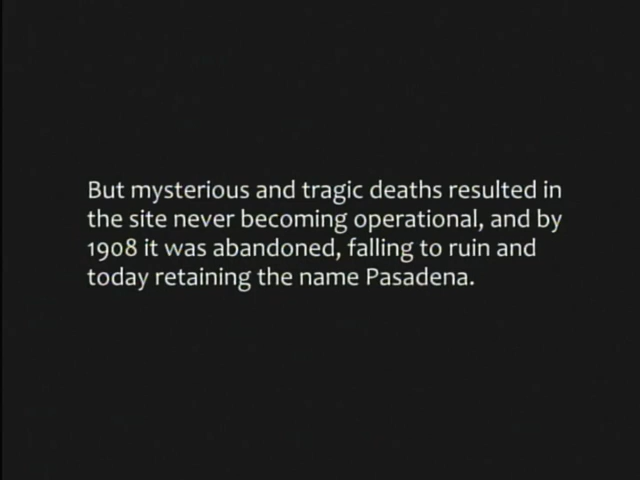 But mysterious and tragic deaths resulted in
the site never becoming operational, and by
1908 it was abandoned, falling to ruin and
today retaining the name Pasadena.